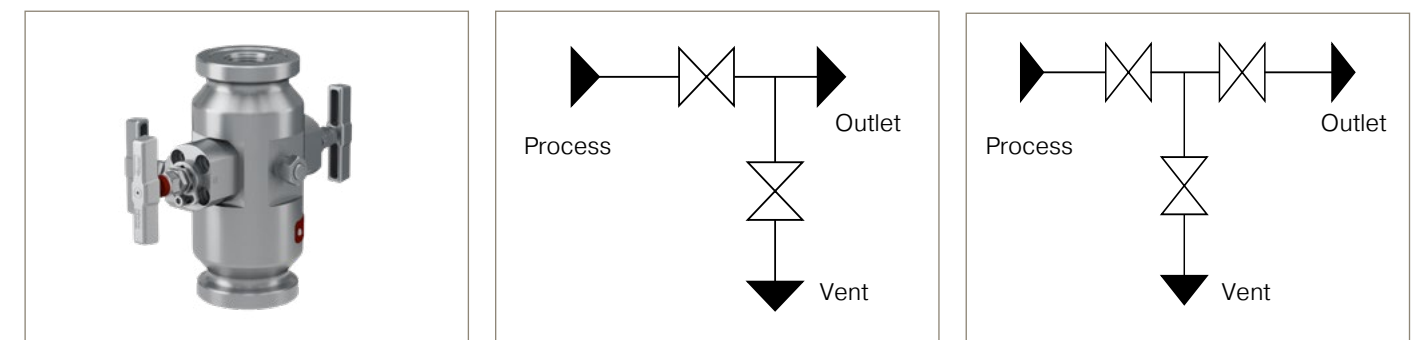 Process
Outlet
Vent
Process
Outlet
Vent